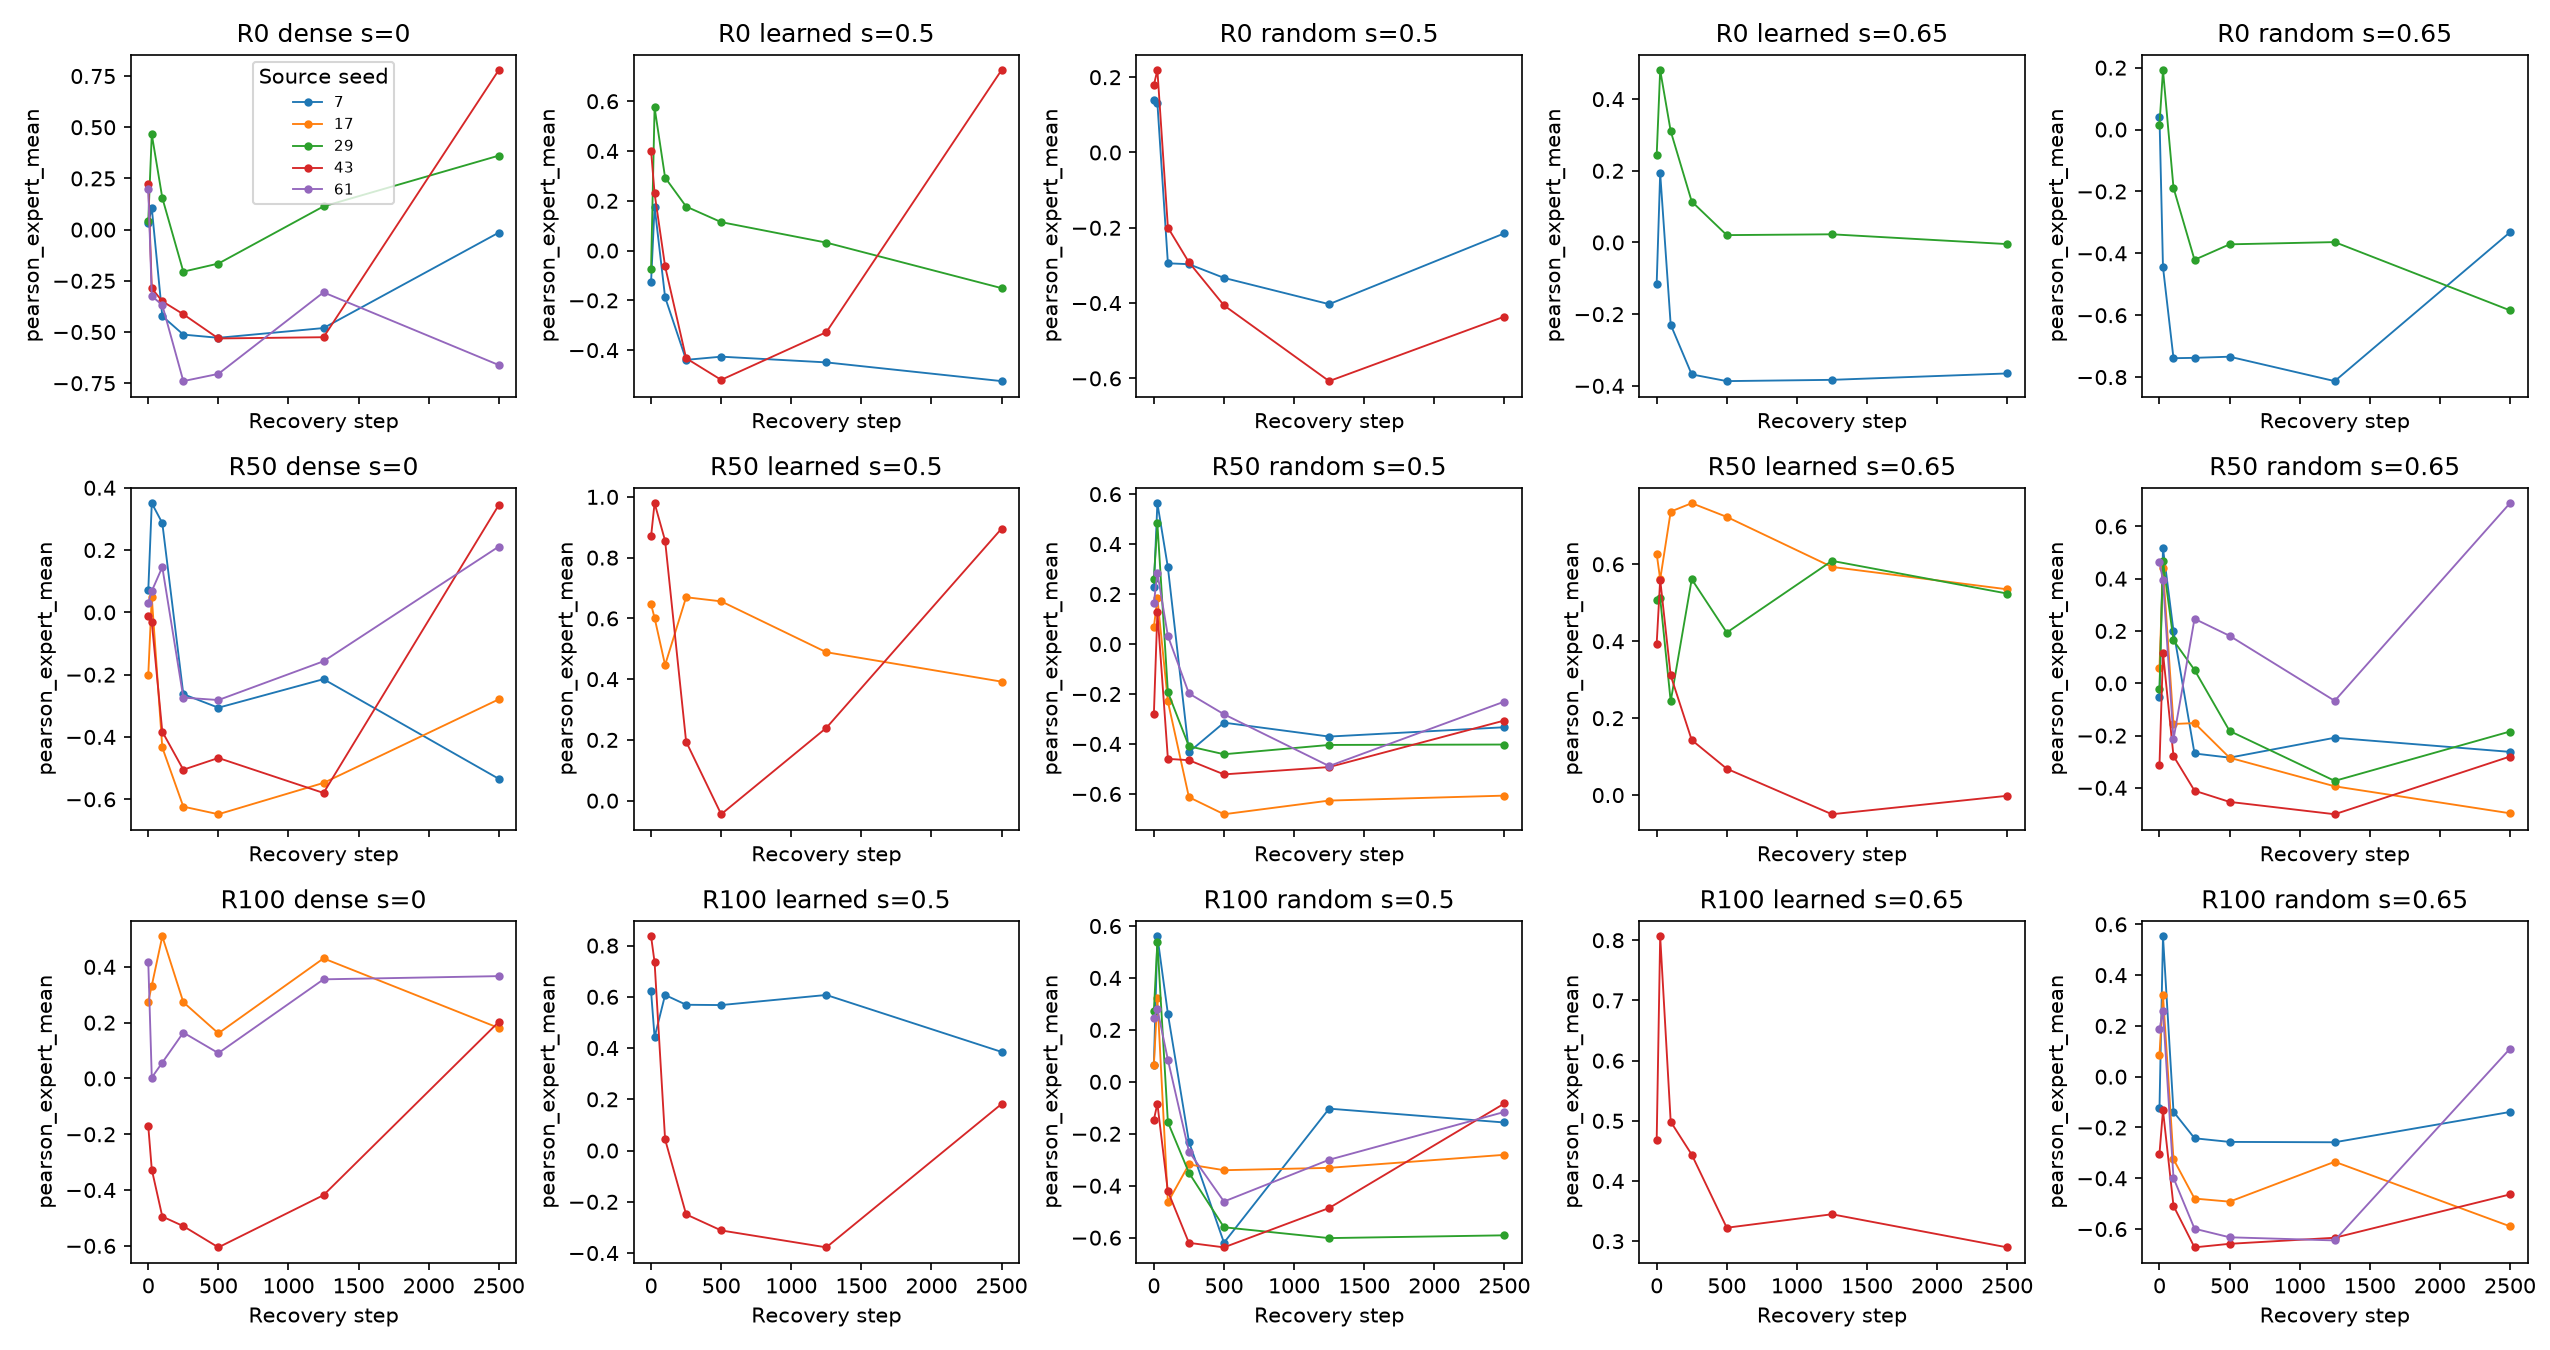 R0 dense s=0
R0 learned s=0.5
R0 random s=0.5
R0 learned s=0.65
R0 random s=0.65
pearson_expert_mean
0.75
0.50
0.25
0.00
−0.25
−0.50
−0.75
Source seed
7
17
29
43
61
Recovery step
pearson_expert_mean
0.6
0.4
0.2
0.0
−0.2
−0.4
Recovery step
pearson_expert_mean
0.2
0.0
−0.2
−0.4
−0.6
Recovery step
pearson_expert_mean
0.4
0.2
0.0
−0.2
−0.4
Recovery step
pearson_expert_mean
0.2
0.0
−0.2
−0.4
−0.6
−0.8
Recovery step
R50 dense s=0
R50 learned s=0.5
R50 random s=0.5
R50 learned s=0.65
R50 random s=0.65
pearson_expert_mean
0.4
0.2
0.0
−0.2
−0.4
−0.6
Recovery step
pearson_expert_mean
1.0
0.8
0.6
0.4
0.2
0.0
Recovery step
pearson_expert_mean
0.6
0.4
0.2
0.0
−0.2
−0.4
−0.6
Recovery step
pearson_expert_mean
0.6
0.4
0.2
0.0
Recovery step
pearson_expert_mean
0.6
0.4
0.2
0.0
−0.2
−0.4
Recovery step
R100 dense s=0
R100 learned s=0.5
R100 random s=0.5
R100 learned s=0.65
R100 random s=0.65
pearson_expert_mean
0.4
0.2
0.0
−0.2
−0.4
−0.6
0 500 1000 1500 2000 2500
Recovery step
pearson_expert_mean
0.8
0.6
0.4
0.2
0.0
−0.2
−0.4
0 500 1000 1500 2000 2500
Recovery step
pearson_expert_mean
0.6
0.4
0.2
0.0
−0.2
−0.4
−0.6
0 500 1000 1500 2000 2500
Recovery step
pearson_expert_mean
0.8
0.7
0.6
0.5
0.4
0.3
0 500 1000 1500 2000 2500
Recovery step
pearson_expert_mean
0.6
0.4
0.2
0.0
−0.2
−0.4
−0.6
0 500 1000 1500 2000 2500
Recovery step